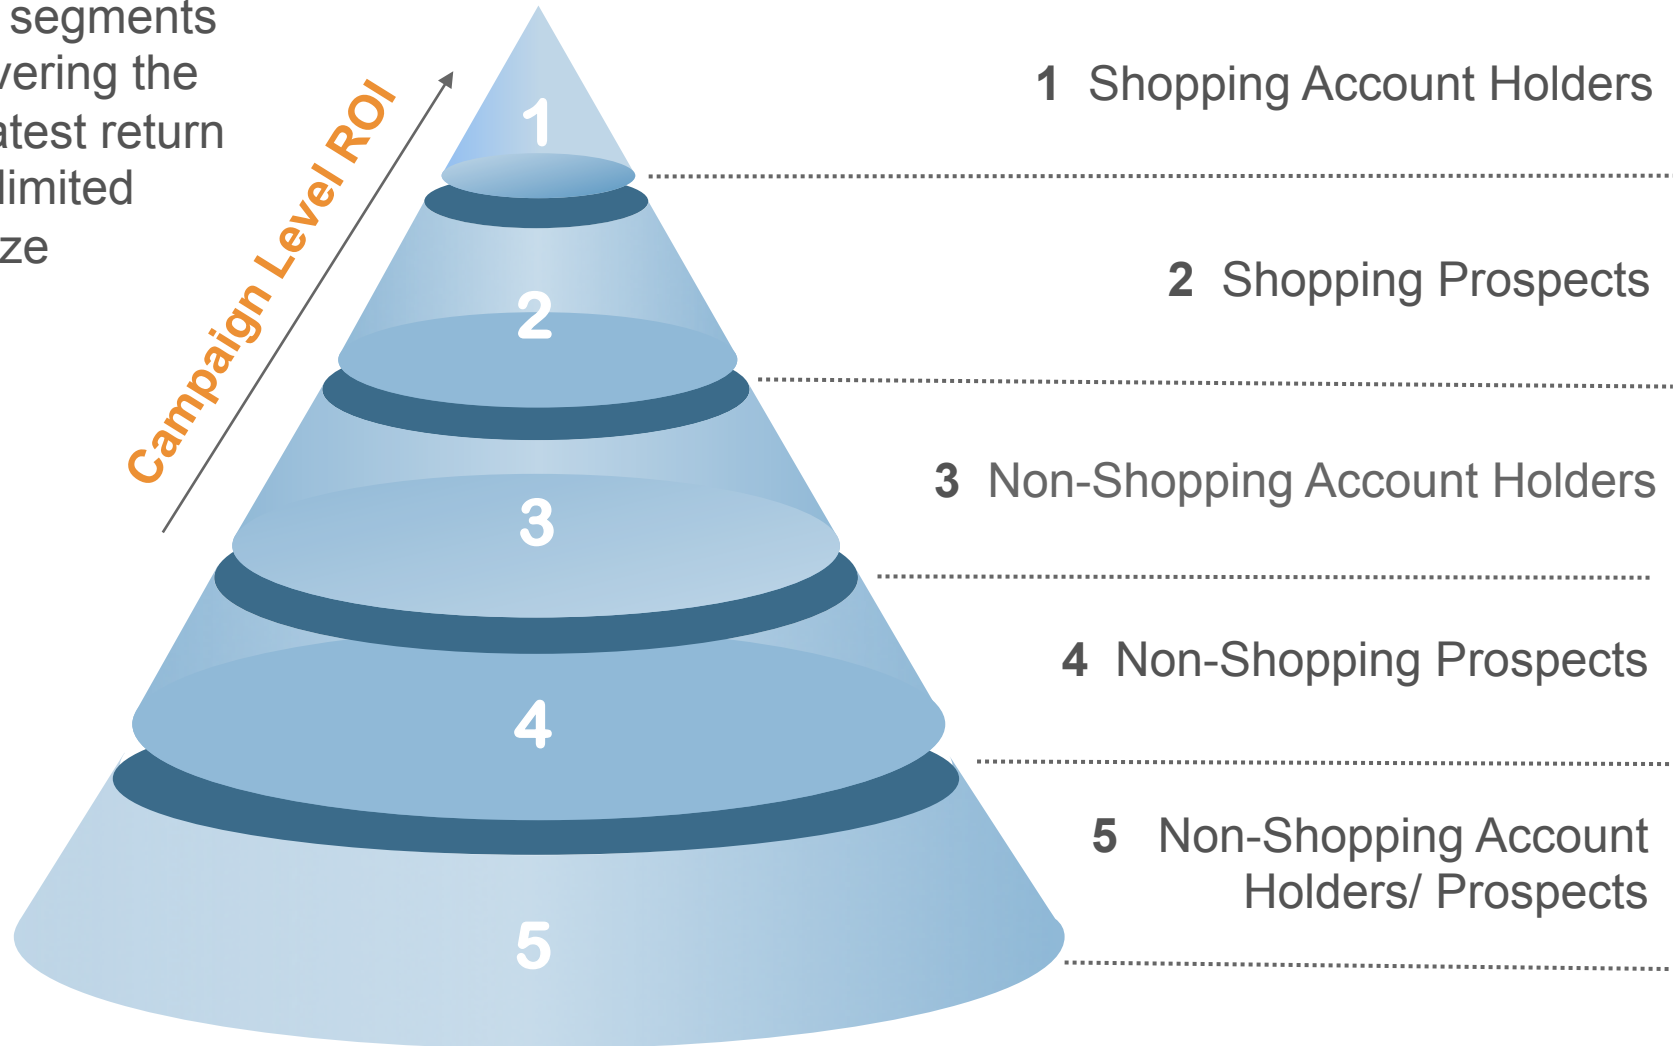 segments
vering the
atest return
limited
ze
Campaign Level ROI
1
2
3
4
5
1 Shopping Account Holders
2 Shopping Prospects
3 Non-Shopping Account Holders
4 Non-Shopping Prospects
5 Non-Shopping Account
Holders/ Prospects